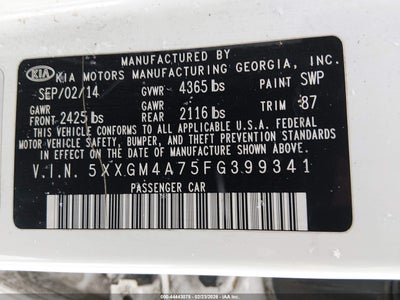 MANUFACTURED BY
KIA KIA MOTORS MANUFACTURING GEORGIA, INC.
SEP/02/14 GVWR 4365 lbs PAINT SWP
GAWR FRONT 2425 lbs GAWR REAR 2116 lbs TRIM 87
THIS VEHICLE CONFORMS TO ALL APPLICABLE U.S. FEDERAL
MOTOR VEHICLE SAFETY, BUMPER, AND THEFT PREVENTION
STANDARDS IN EFFECT ON THE DATE OF MANUFACTURE SHOWN ABOVE.
V.I.N. 5XXGM4A75FG399341
PASSENGER CAR